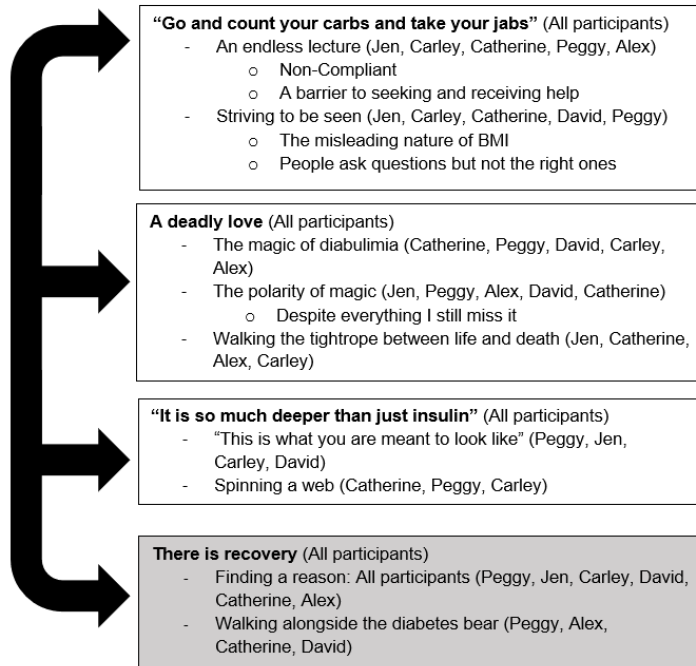 “Go and count your carbs and take your jabs” (All participants)
- An endless lecture (Jen, Carley, Catherine, Peggy, Alex)
o Non-Compliant
o A barrier to seeking and receiving help
- Striving to be seen (Jen, Carley, Catherine, David, Peggy)
o The misleading nature of BMI
o People ask questions but not the right ones
A deadly love (All participants)
- The magic of diabulimia (Catherine, Peggy, David, Carley,
Alex)
- The polarity of magic (Jen, Peggy, Alex, David, Catherine)
o Despite everything I still miss it
- Walking the tightrope between life and death (Jen, Catherine,
Alex, Carley)
“It is so much deeper than just insulin” (All participants)
- “This is what you are meant to look like” (Peggy, Jen,
Carley, David)
- Spinning a web (Catherine, Peggy, Carley)
There is recovery (All participants)
- Finding a reason: All participants (Peggy, Jen, Carley, David,
Catherine, Alex)
- Walking alongside the diabetes bear (Peggy, Alex,
Catherine, David)